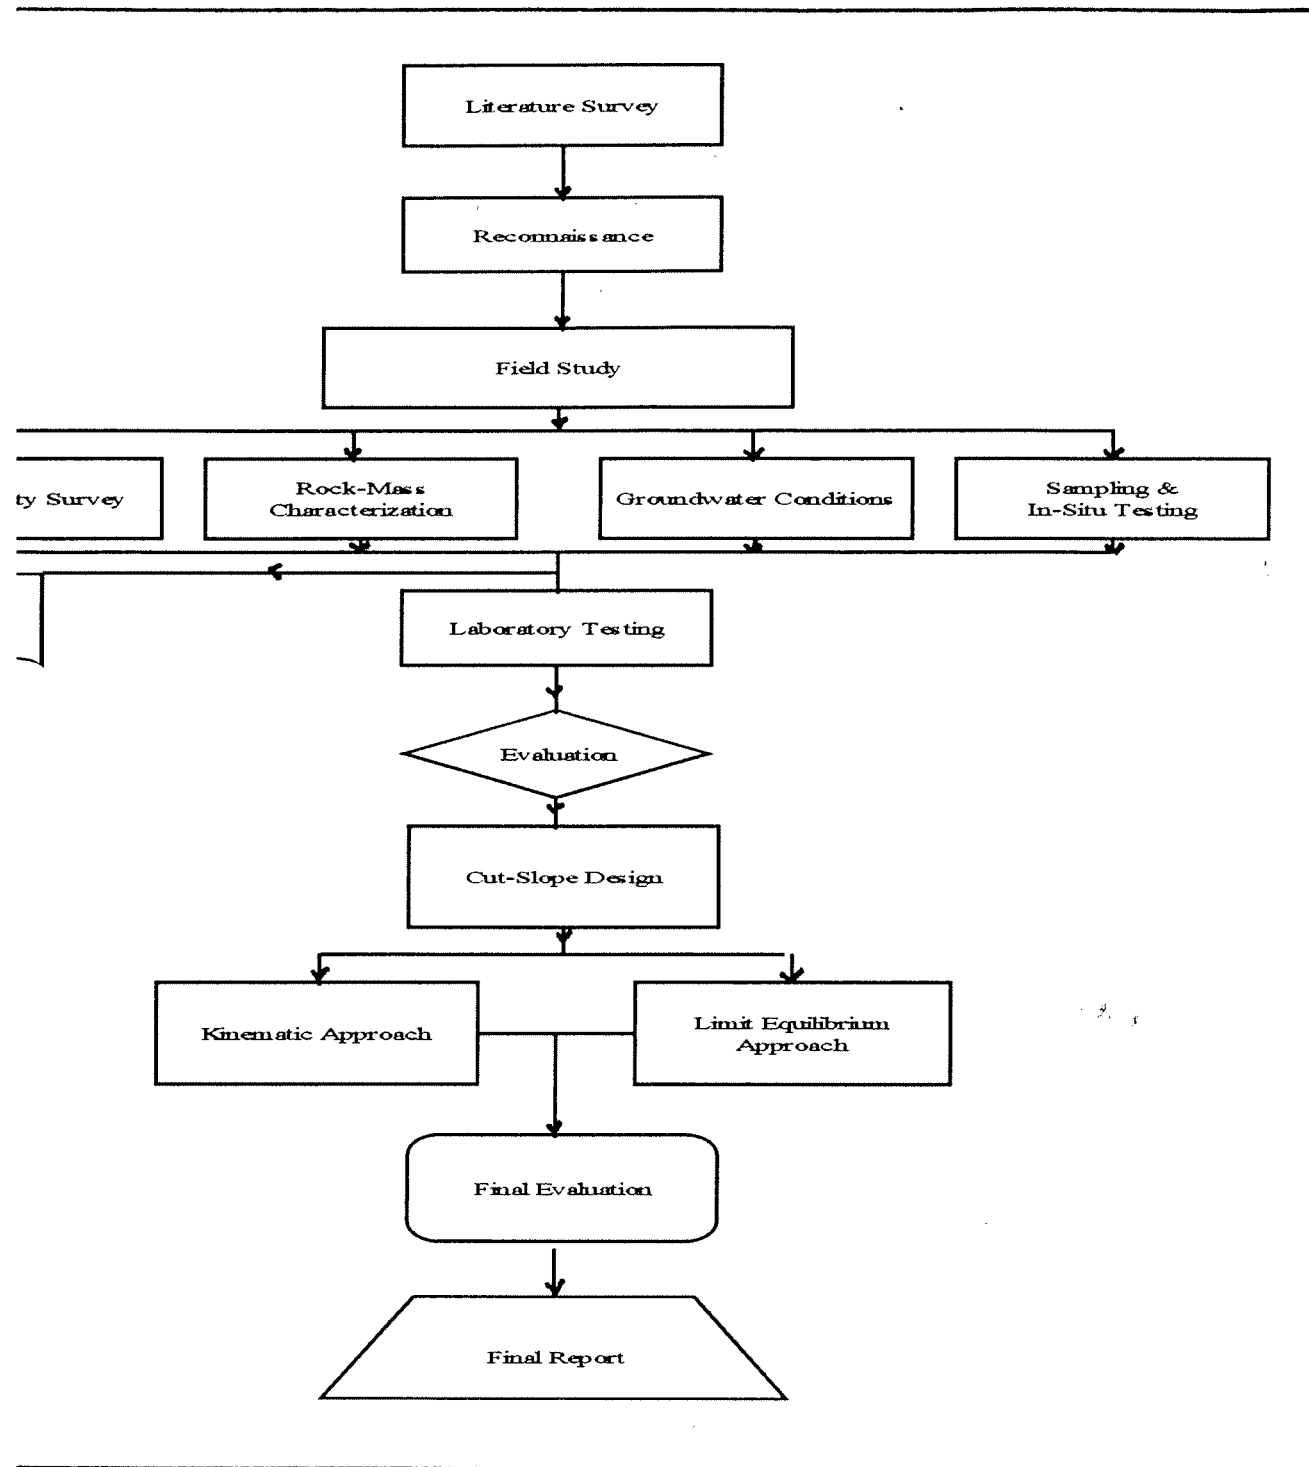 Literature Survey
Reconnaissance
Field Study
ty Survey
Rock-Mass
Characterization
Groundwater Conditions
Sampling &
In-Situ Testing
Laboratory Testing
Evaluation
Cut-Slope Design
Kinematic Approach
Limit Equilibrium
Approach
Final Evaluation
Final Report